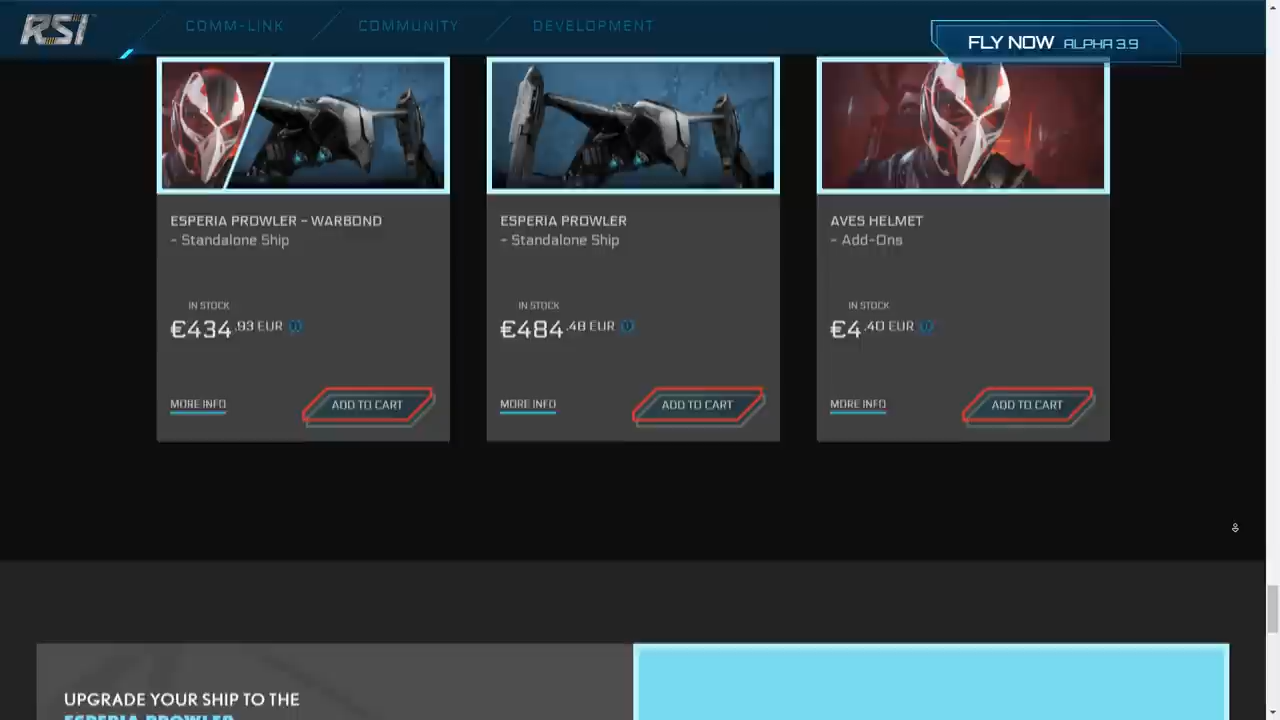 RSI
COMM-LINK
COMMUNITY
DEVELOPMENT
FLY NOW ALPHA 3.9
ESPERIA PROWLER - WARBOND
- Standalone Ship
IN STOCK
€434.93 EUR
MORE INFO
ADD TO CART
ESPERIA PROWLER
- Standalone Ship
IN STOCK
€484.48 EUR
MORE INFO
ADD TO CART
AVES HELMET
- Add-Ons
IN STOCK
€4.40 EUR
MORE INFO
ADD TO CART
UPGRADE YOUR SHIP TO THE
ESPERIA PROWLER